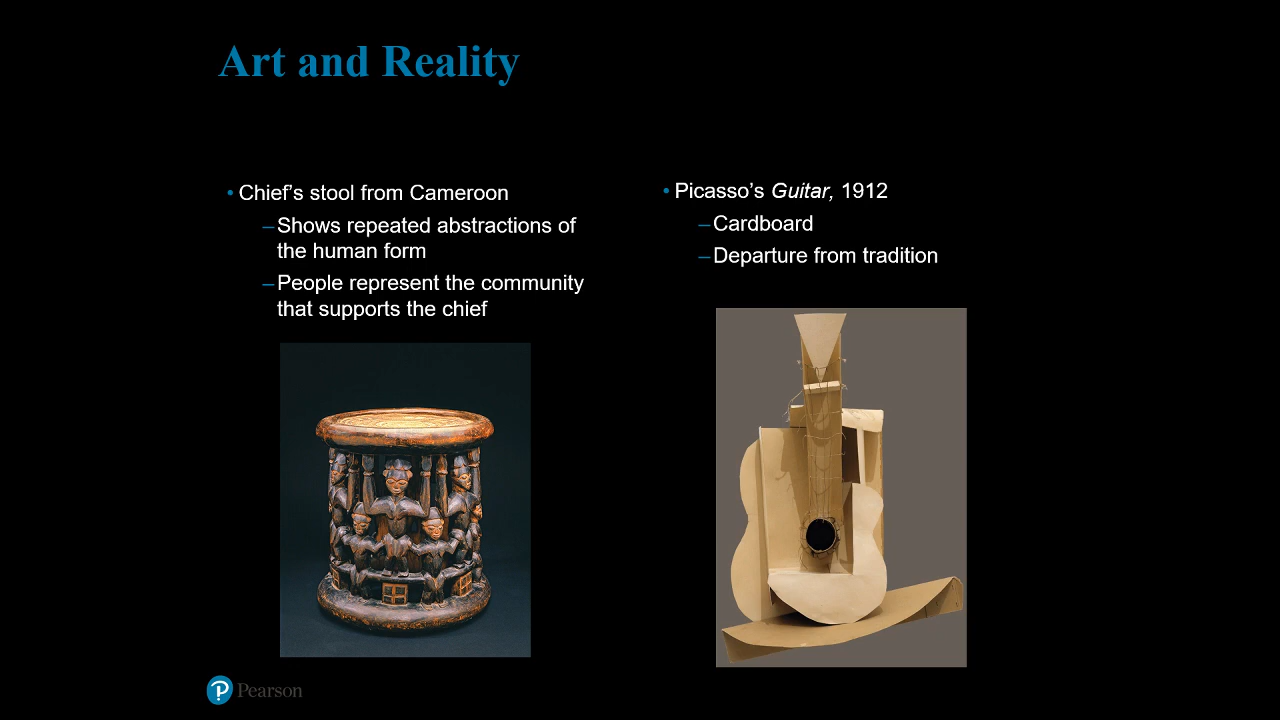 Art and Reality
• Chief's stool from Cameroon
–Shows repeated abstractions of
the human form
–People represent the community
that supports the chief
• Picasso's Guitar, 1912
–Cardboard
–Departure from tradition
P Pearson